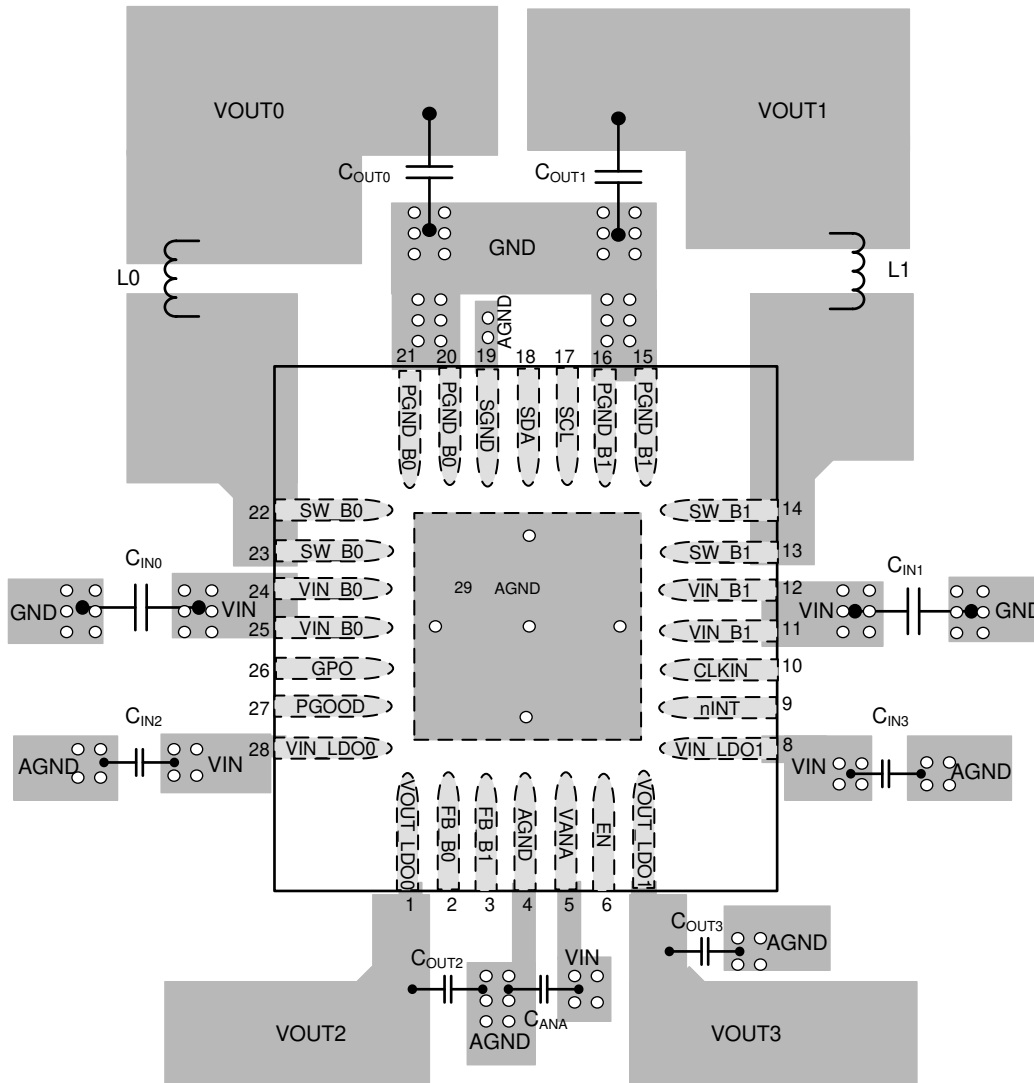 VOUT0
VOUT1
COUT0
COUT1
GND
L0
L1
AGND
21
20
19
18
17
16
15
PGND_B0
PGND_B0
SGND
SDA
SCL
PGND_B1
PGND_B1
22
SW_B0
SW_B1
14
23
SW_B0
SW_B1
13
CIN0
CIN1
GND
VIN
24
VIN_B0
29
AGND
VIN_B1
12
VIN
GND
25
VIN_B0
VIN_B1
11
26
GPO
CLKIN
10
27
PGOOD
nINT
9
CIN2
CIN3
AGND
VIN
28
VIN_LDO0
VIN_LDO1
8
VIN
AGND
VOUT_LDO0
FB_B0
FB_B1
AGND
VANA
EN
VOUT_LDO1
1
2
3
4
5
6
COUT3
AGND
COUT2
VIN
CANA
VOUT2
AGND
VOUT3